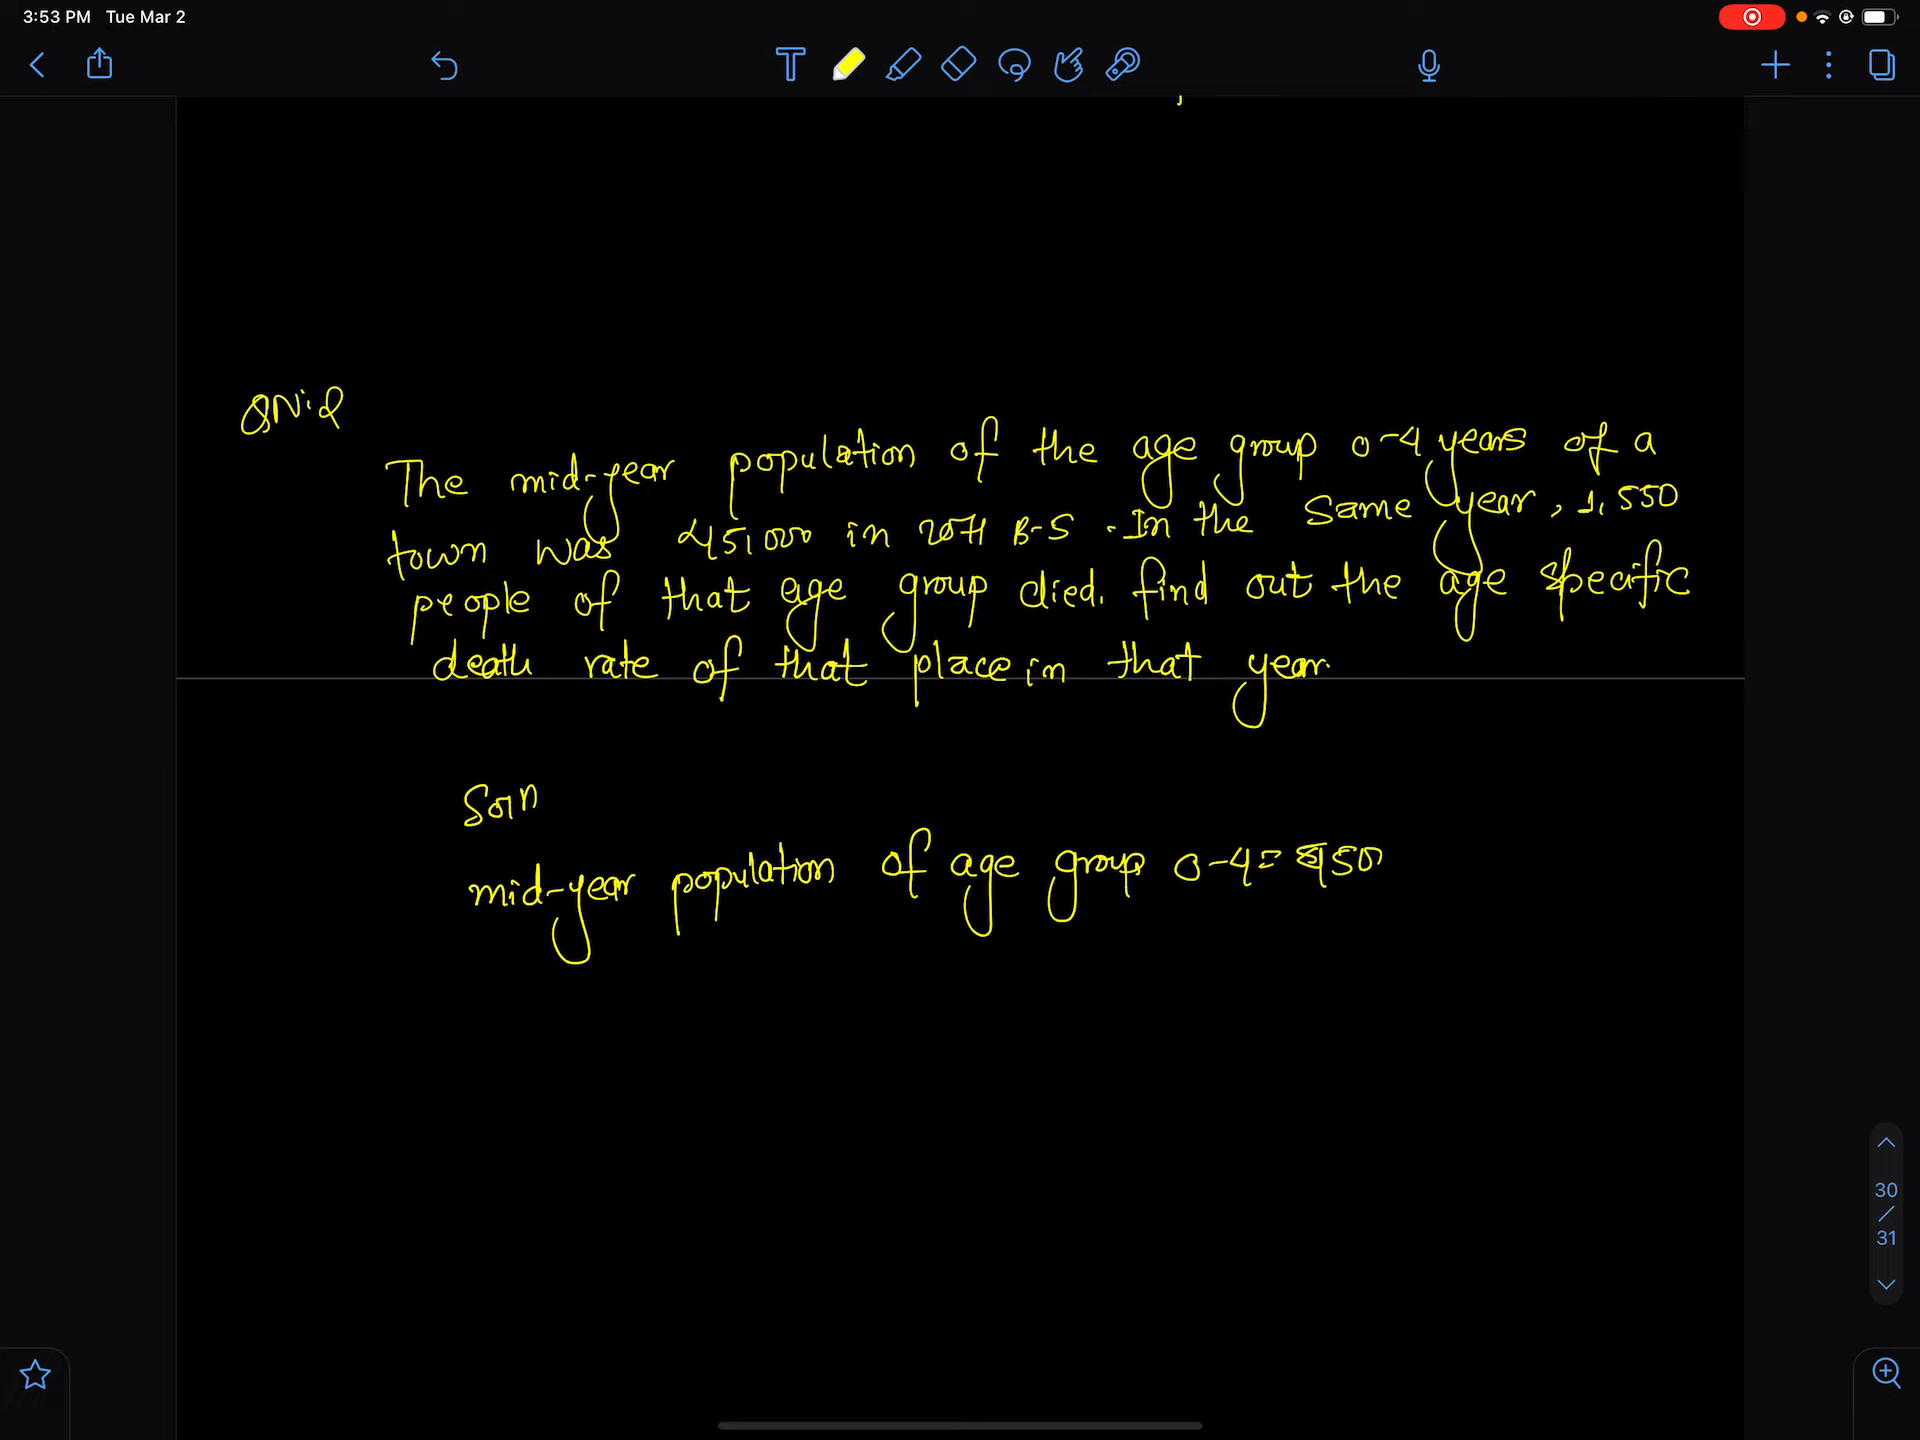 3:53 PM Tue Mar 2
The mid-year population of the age group 0-4 years of a
town was 45,000 in 2071 B-S. In the same year, 1,550
people of that age group died. find out the age specific
death rate of that place in that year.
Soln
mid-year population of age group 0-4 = 450
30
/
31